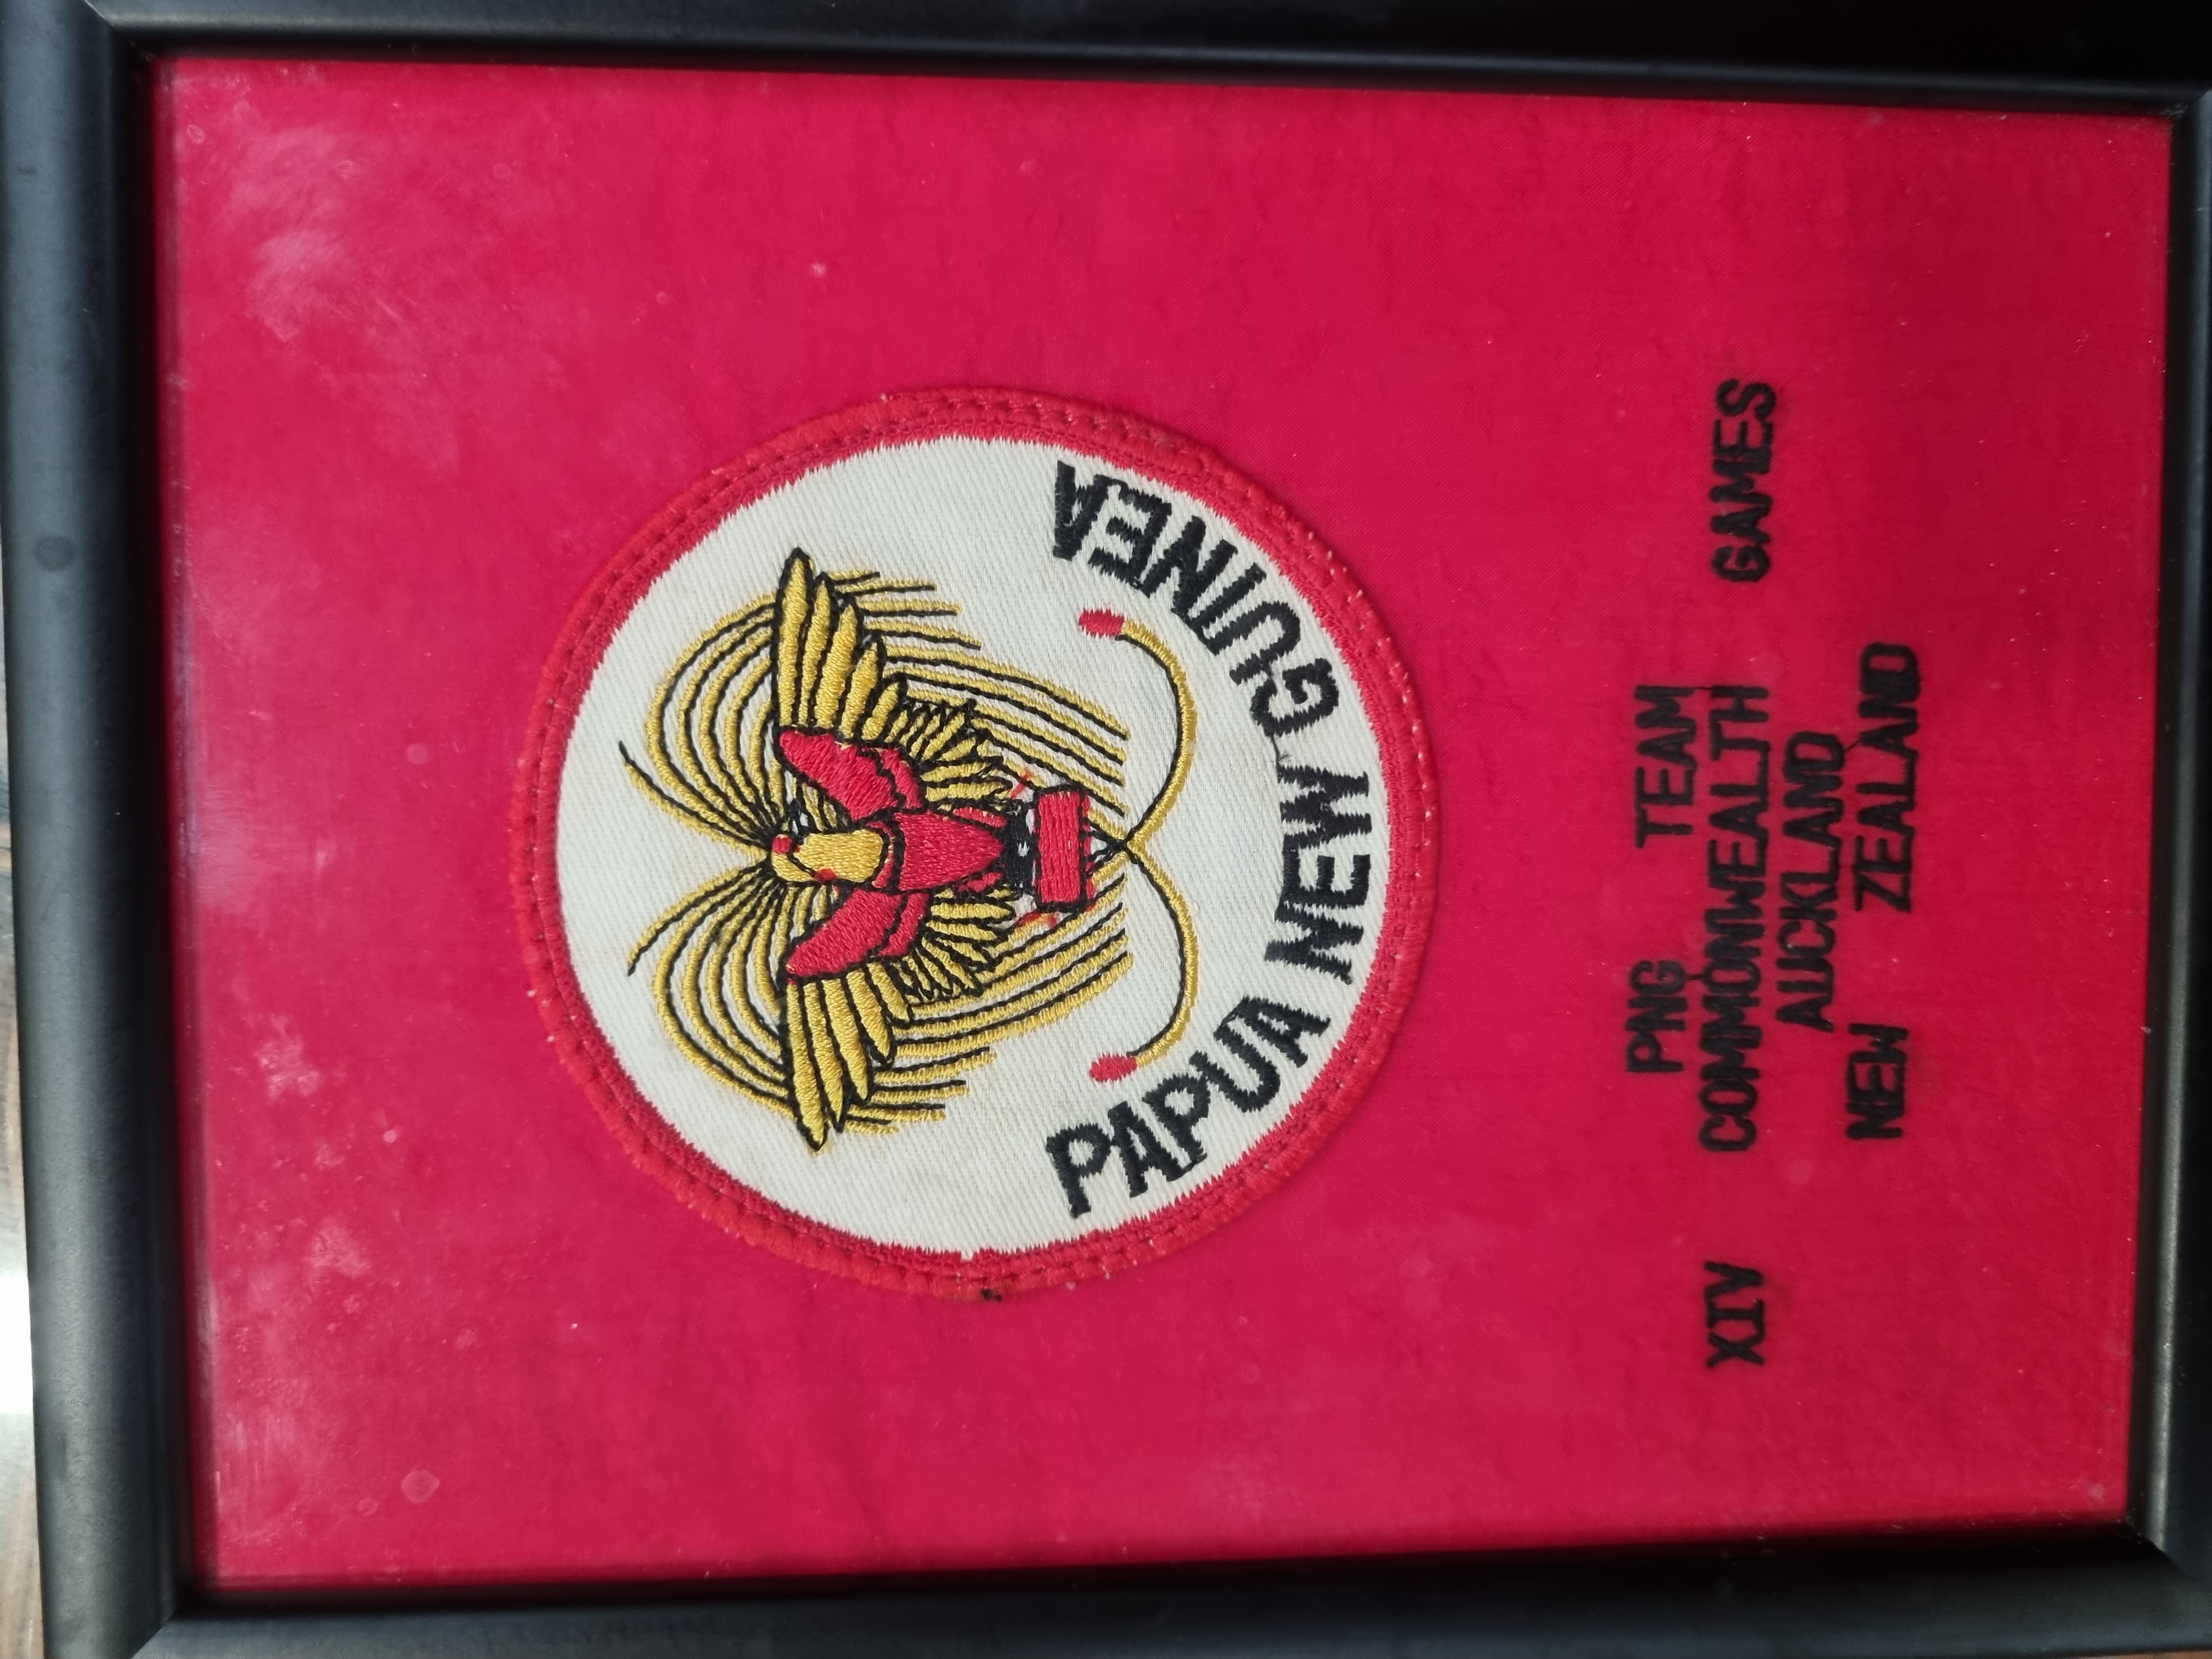 PAPUA NEW GUINEA
PNG TEAM
XIV COMMONWEALTH GAMES
AUCKLAND
NEW ZEALAND